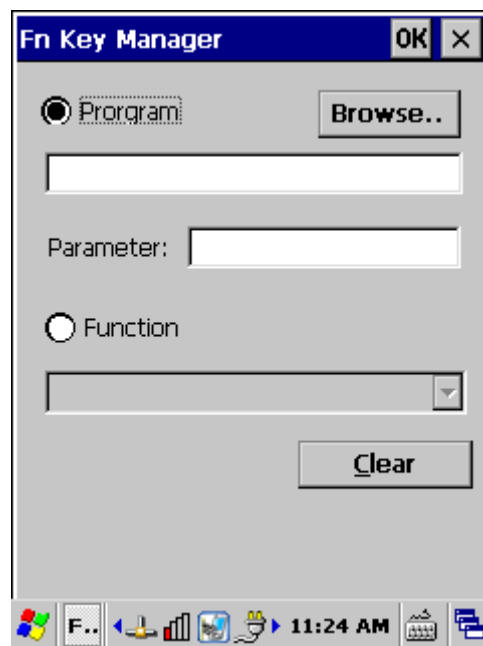 Fn Key Manager OK ×
Prorgram Browse..
Parameter:
Function
Clear
F.. 11:24 AM